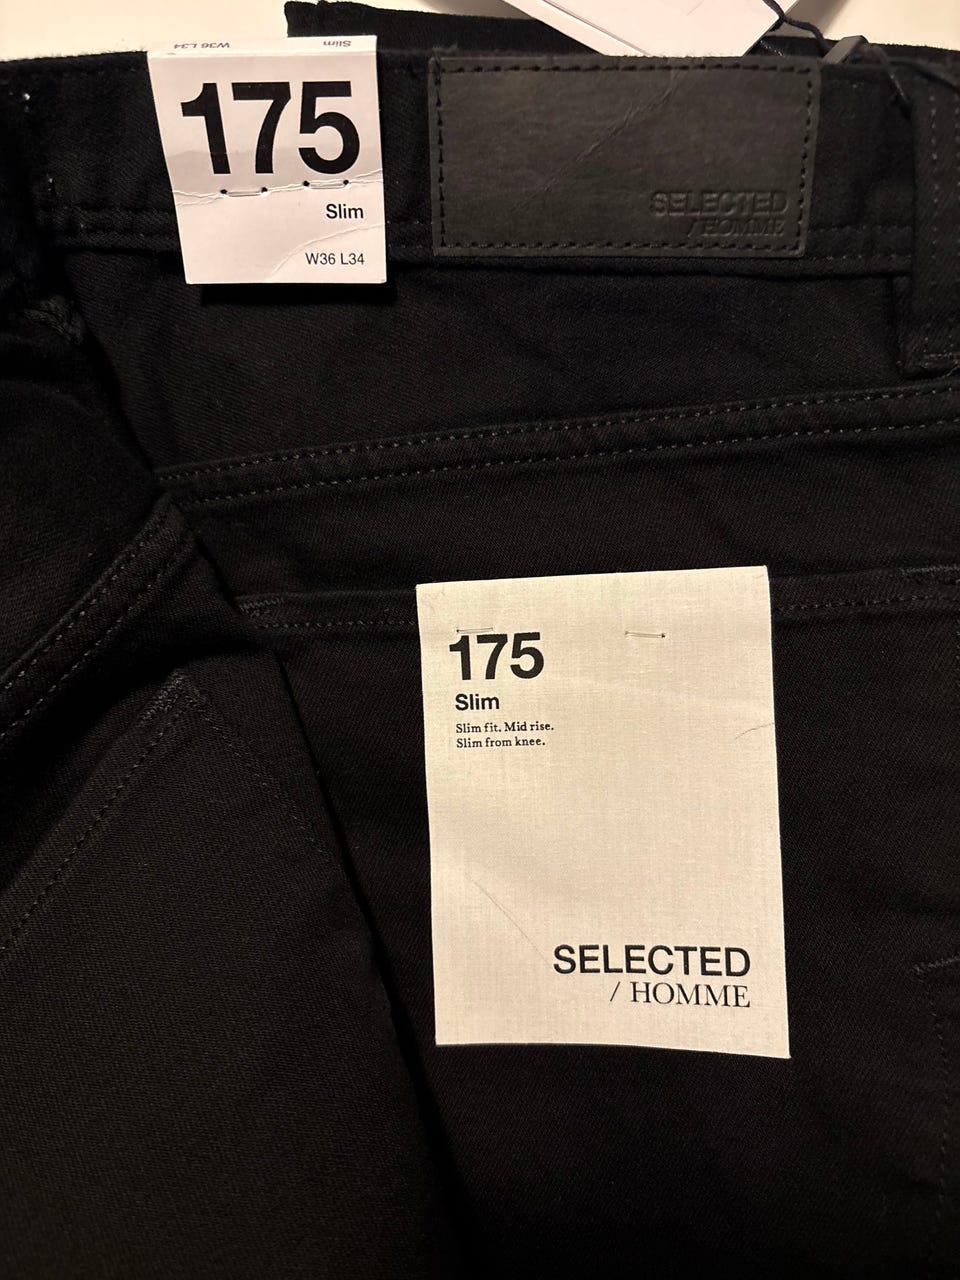 W36 L34 Slim
175
Slim
W36 L34
SELECTED
/ HOMME
175
Slim
Slim fit. Mid rise.
Slim from knee.
SELECTED
/ HOMME